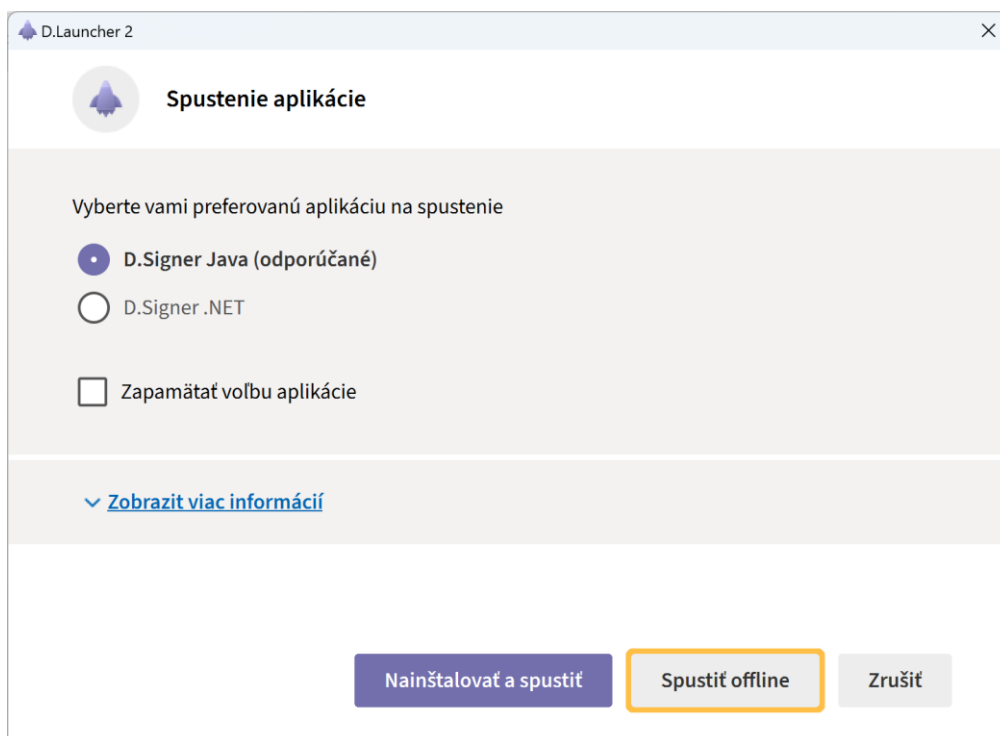 D.Launcher 2
Spustenie aplikácie
Vyberte vami preferovanú aplikáciu na spustenie
D.Signer Java (odporúčané)
D.Signer .NET
Zapamätať voľbu aplikácie
Zobrazit viac informácií
Nainštalovať a spustiť
Spustiť offline
Zrušiť